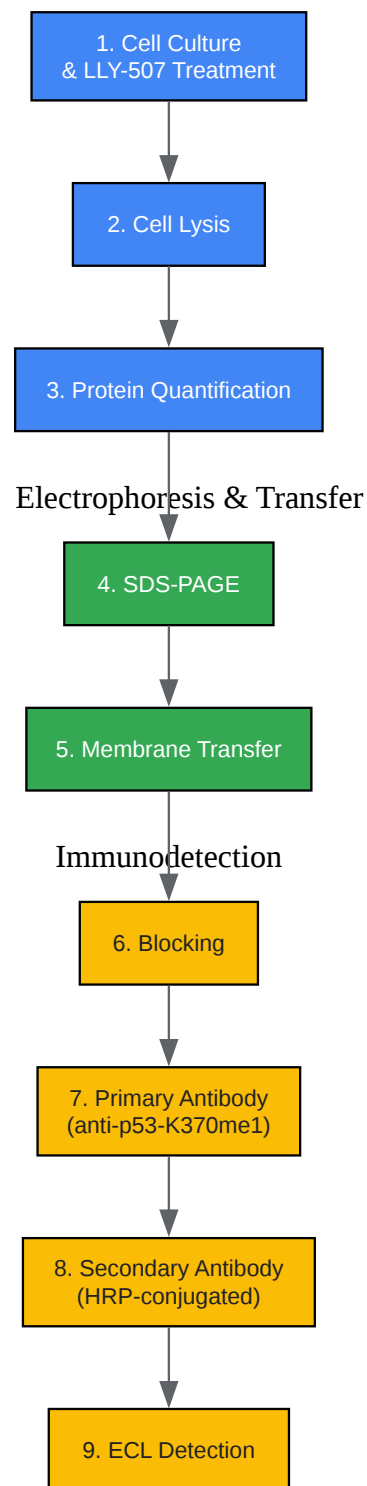 1. Cell Culture
& LLY-507 Treatment
2. Cell Lysis
3. Protein Quantification
Electrophoresis & Transfer
4. SDS-PAGE
5. Membrane Transfer
Immunodetection
6. Blocking
7. Primary Antibody
(anti-p53-K370me1)
8. Secondary Antibody
(HRP-conjugated)
9. ECL Detection